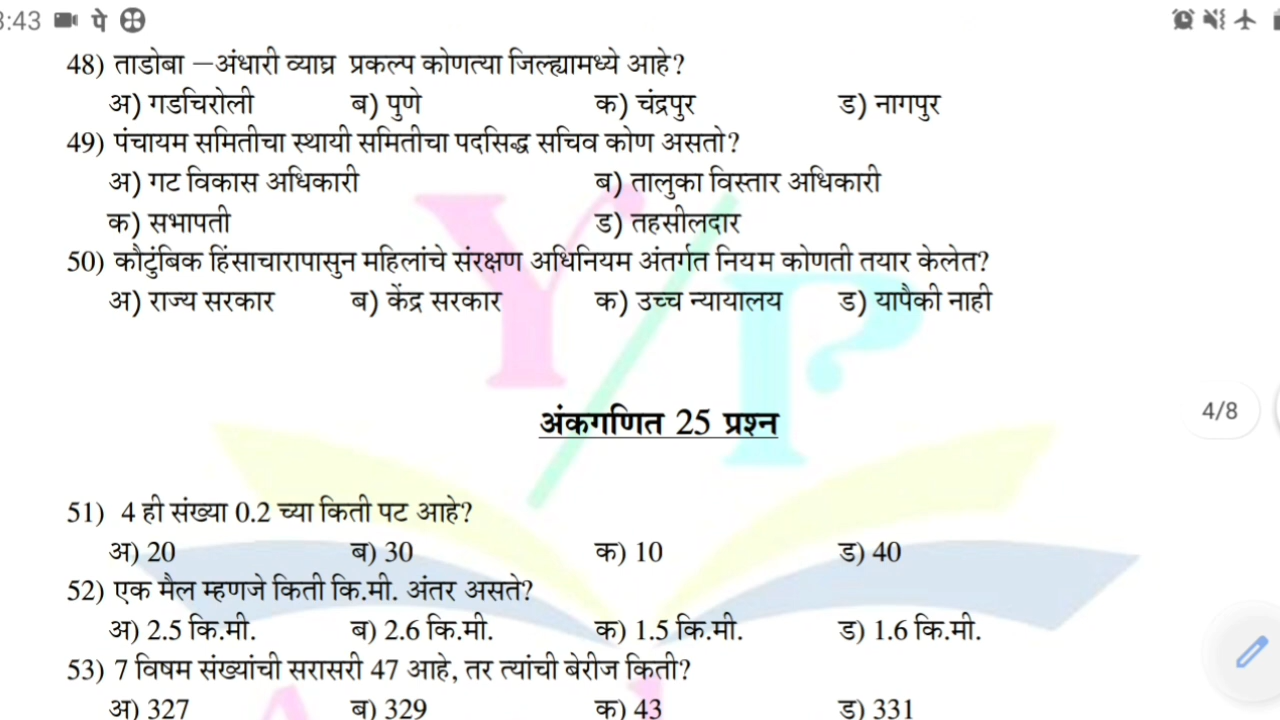 3:43 पे
48) ताडोबा –अंधारी व्याघ्र प्रकल्प कोणत्या जिल्ह्यामध्ये आहे?
अ) गडचिरोली ब) पुणे क) चंद्रपुर ड) नागपुर
49) पंचायम समितीचा स्थायी समितीचा पदसिद्ध सचिव कोण असतो?
अ) गट विकास अधिकारी ब) तालुका विस्तार अधिकारी
क) सभापती ड) तहसीलदार
50) कौटुंबिक हिंसाचारापासुन महिलांचे संरक्षण अधिनियम अंतर्गत नियम कोणती तयार केलेत?
अ) राज्य सरकार ब) केंद्र सरकार क) उच्च न्यायालय ड) यापैकी नाही
Y/P
4/8
अंकगणित 25 प्रश्न
51) 4 ही संख्या 0.2 च्या किती पट आहे?
अ) 20 ब) 30 क) 10 ड) 40
52) एक मैल म्हणजे किती कि.मी. अंतर असते?
अ) 2.5 कि.मी. ब) 2.6 कि.मी. क) 1.5 कि.मी. ड) 1.6 कि.मी.
53) 7 विषम संख्यांची सरासरी 47 आहे, तर त्यांची बेरीज किती?
अ) 327 ब) 329 क) 43 ड) 331